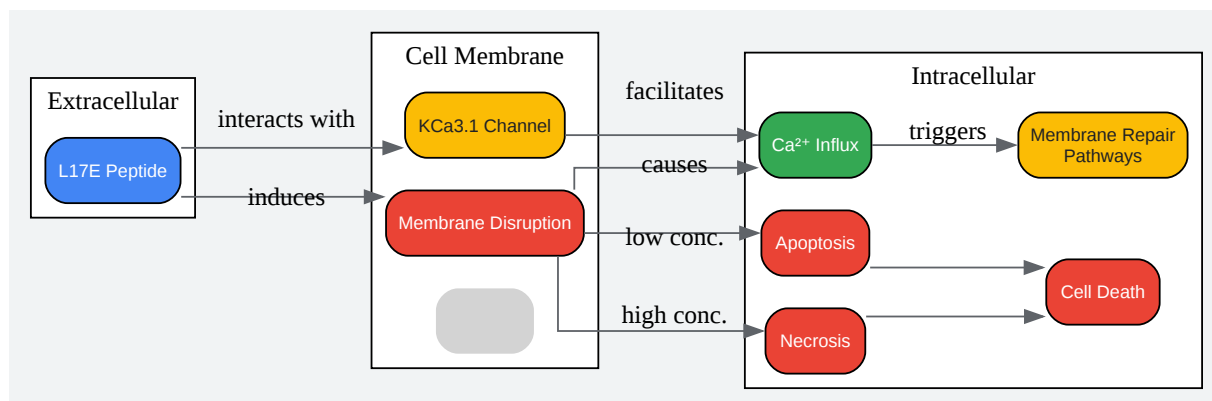 Extracellular
L17E Peptide
interacts with
induces
Cell Membrane
KCa3.1 Channel
Membrane Disruption
facilitates
causes
low conc.
high conc.
Intracellular
Ca²⁺ Influx
triggers
Membrane Repair
Pathways
Apoptosis
Necrosis
Cell Death